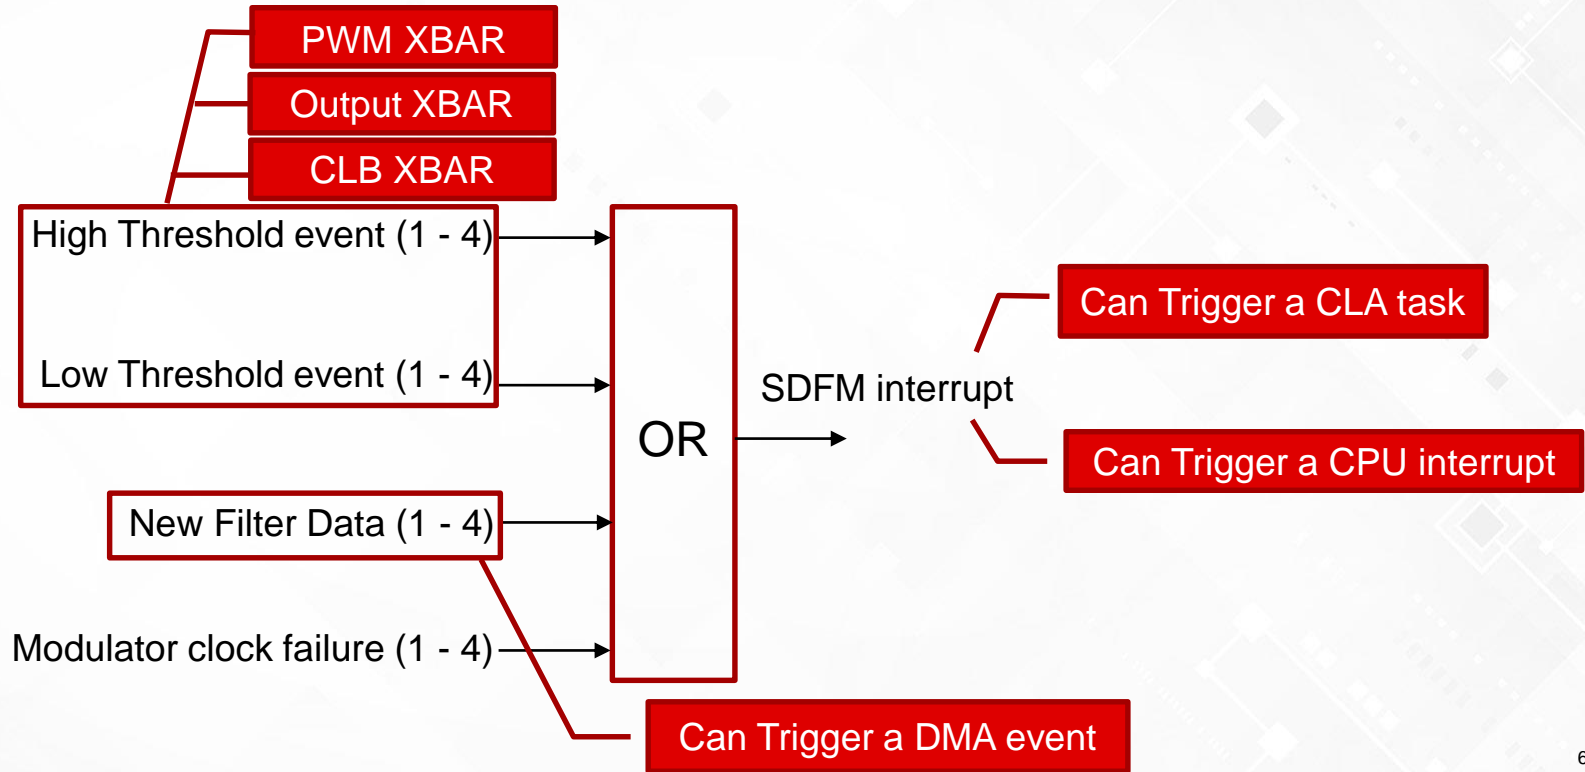 PWM XBAR
Output XBAR
CLB XBAR
High Threshold event (1 - 4)
Low Threshold event (1 - 4)
New Filter Data (1 - 4)
Modulator clock failure (1 - 4)
OR
SDFM interrupt
Can Trigger a CLA task
Can Trigger a CPU interrupt
Can Trigger a DMA event
6